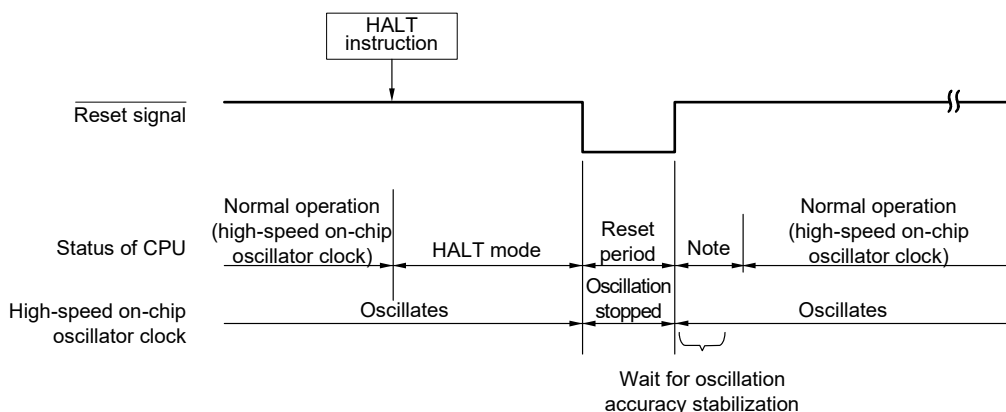 HALT
instruction
Reset signal
Normal operation
(high-speed on-chip
oscillator clock)
Status of CPU
HALT mode
Reset
period
Note
Normal operation
(high-speed on-chip
oscillator clock)
High-speed on-chip
oscillator clock
Oscillates
Oscillation
stopped
Oscillates
Wait for oscillation
accuracy stabilization